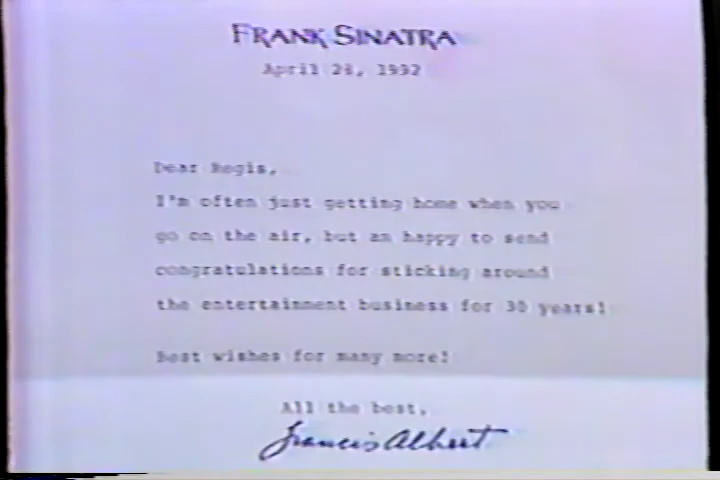 FRANK SINATRA
April 28, 1992
Dear Regis,
I'm often just getting home when you
go on the air, but am happy to send
congratulations for sticking around
the entertainment business for 30 years!
Best wishes for many more!
All the best,
Francis Albert